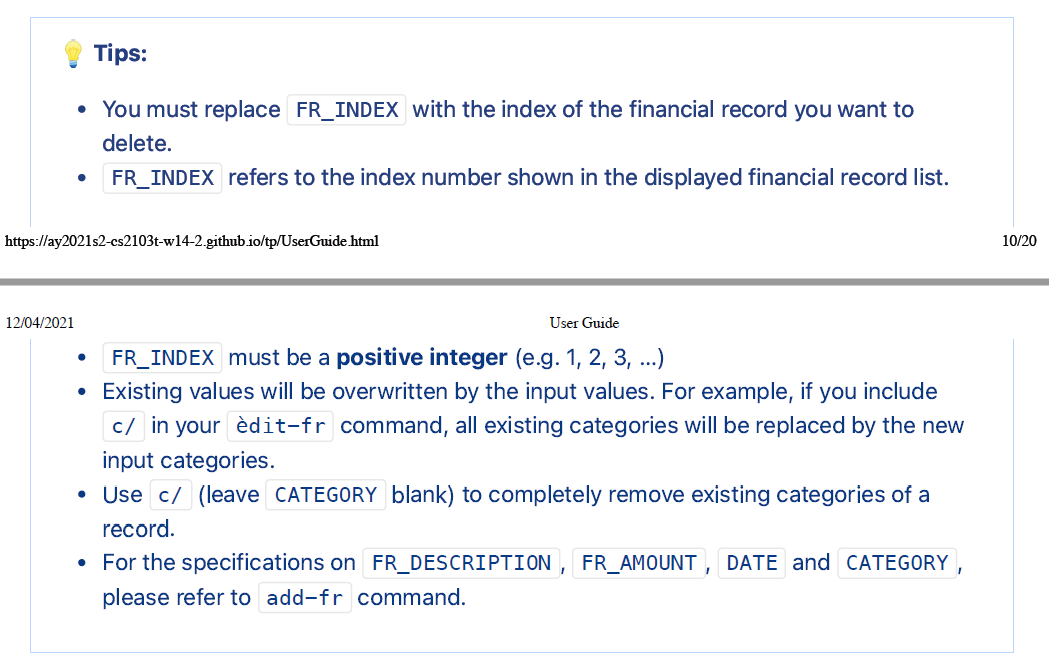 💡 Tips:
• You must replace FR_INDEX with the index of the financial record you want to
delete.
• FR_INDEX refers to the index number shown in the displayed financial record list.
https://ay2021s2-cs2103t-w14-2.github.io/tp/UserGuide.html 10/20
12/04/2021 User Guide
• FR_INDEX must be a positive integer (e.g. 1, 2, 3, ...)
• Existing values will be overwritten by the input values. For example, if you include
c/ in your èdit-fr command, all existing categories will be replaced by the new
input categories.
• Use c/ (leave CATEGORY blank) to completely remove existing categories of a
record.
• For the specifications on FR_DESCRIPTION, FR_AMOUNT, DATE and CATEGORY,
please refer to add-fr command.